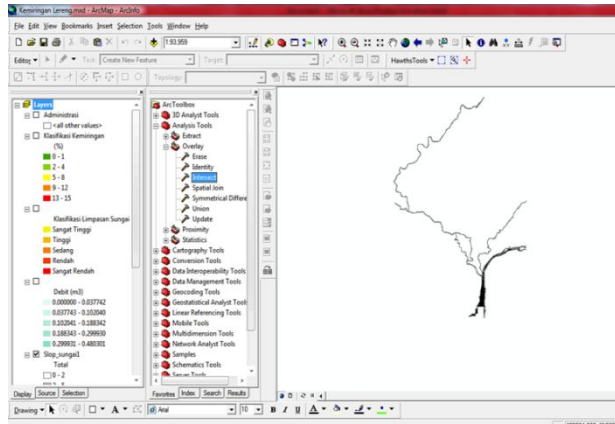 Kemiringan Lereng.mxd - ArcMap - ArcInfo
File Edit View Bookmarks Insert Selection Tools Window Help
1:93,959
Editor Task: Create New Feature Target: HawthsTools
Topology:
Layers
Administrasi
<all other values>
Klasifikasi Kemiringan
(%)
0 - 1
2 - 4
5 - 8
9 - 12
13 - 15
Klasifikasi Limpasan Sungai
Sangat Tinggi
Tinggi
Sedang
Rendah
Sangat Rendah
Debit (m3)
0.000000 - 0.037742
0.037743 - 0.102040
0.102041 - 0.188342
0.188343 - 0.299930
0.299931 - 0.480301
Slop_sungai1
Total
0 - 2
Display Source Selection
ArcToolbox
3D Analyst Tools
Analysis Tools
Extract
Overlay
Erase
Identity
Intersect
Spatial Join
Symmetrical Differe
Union
Update
Proximity
Statistics
Cartography Tools
Conversion Tools
Data Interoperability Tools
Data Management Tools
Geocoding Tools
Geostatistical Analyst Tools
Linear Referencing Tools
Mobile Tools
Multidimension Tools
Network Analyst Tools
Samples
Schematics Tools
Server Tools
Favorites Index Search Results
Drawing Arial 10 B I U A